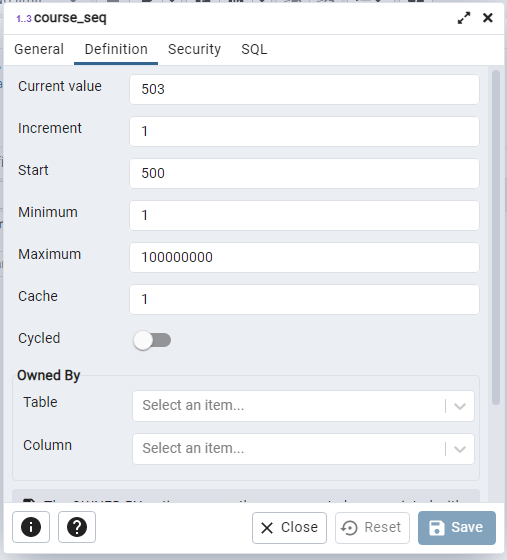 1..3 course_seq
General Definition Security SQL
Current value 503
Increment 1
Start 500
Minimum 1
Maximum 100000000
Cache 1
Cycled
Owned By
Table Select an item...
Column Select an item...
Close Reset Save